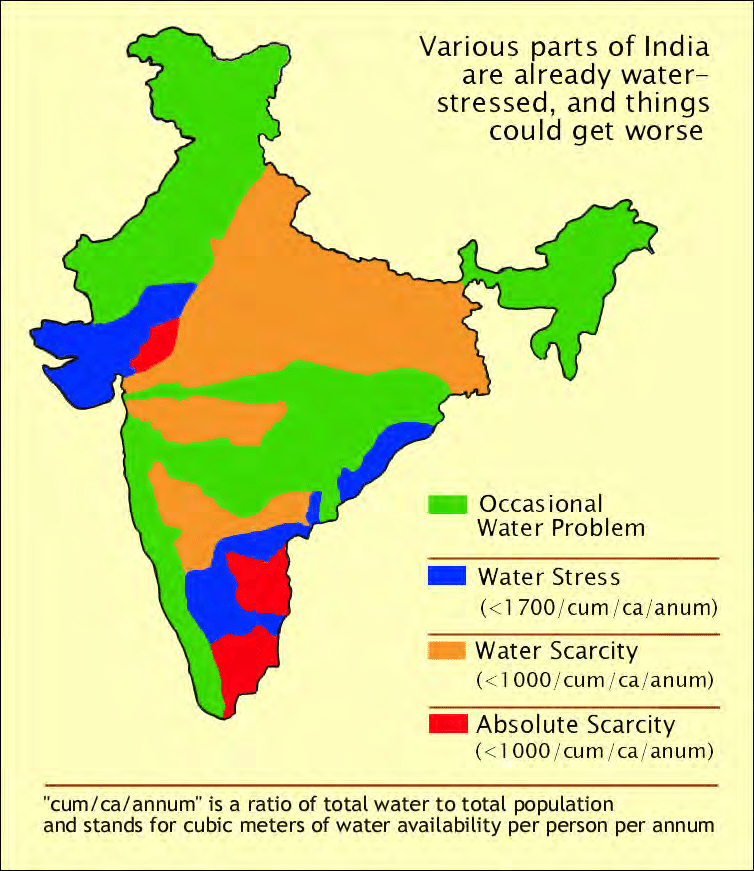 Various parts of India
are already water-
stressed, and things
could get worse
Occasional
Water Problem
Water Stress
(<1700/cum/ca/anum)
Water Scarcity
(<1000/cum/ca/anum)
Absolute Scarcity
(<1000/cum/ca/anum)
"cum/ca/annum" is a ratio of total water to total population
and stands for cubic meters of water availability per person per annum